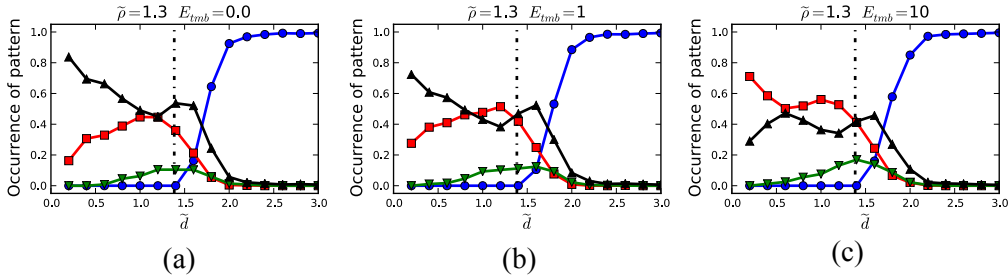 ρ̃=1.3 E_tmb=0.0
Occurrence of pattern
1.0
0.8
0.6
0.4
0.2
0.0
0.0 0.5 1.0 1.5 2.0 2.5 3.0
d̃
(a)
ρ̃=1.3 E_tmb=1
Occurrence of pattern
1.0
0.8
0.6
0.4
0.2
0.0
0.0 0.5 1.0 1.5 2.0 2.5 3.0
d̃
(b)
ρ̃=1.3 E_tmb=10
Occurrence of pattern
1.0
0.8
0.6
0.4
0.2
0.0
0.0 0.5 1.0 1.5 2.0 2.5 3.0
d̃
(c)